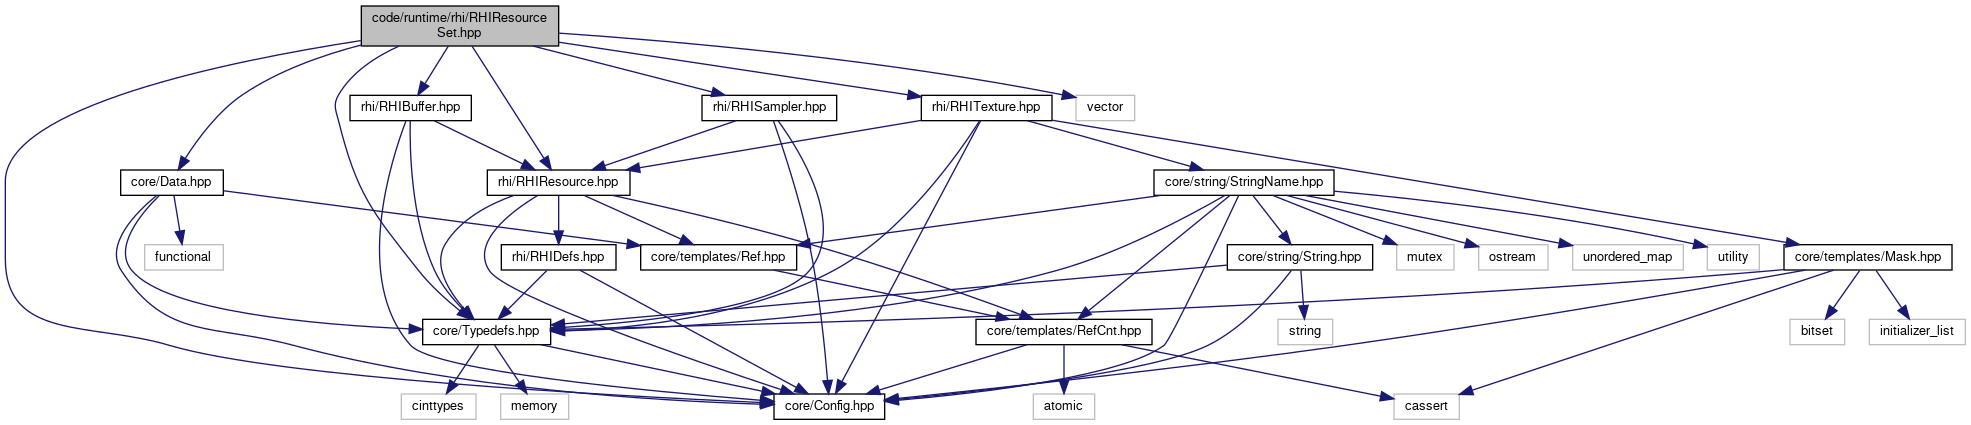 code/runtime/rhi/RHIResource
Set.hpp
rhi/RHIBuffer.hpp
rhi/RHISampler.hpp
rhi/RHITexture.hpp
vector
core/Data.hpp
rhi/RHIResource.hpp
core/string/StringName.hpp
functional
rhi/RHIDefs.hpp
core/templates/Ref.hpp
core/string/String.hpp
mutex
ostream
unordered_map
utility
core/templates/Mask.hpp
core/Typedefs.hpp
core/templates/RefCnt.hpp
string
bitset
initializer_list
cinttypes
memory
core/Config.hpp
atomic
cassert